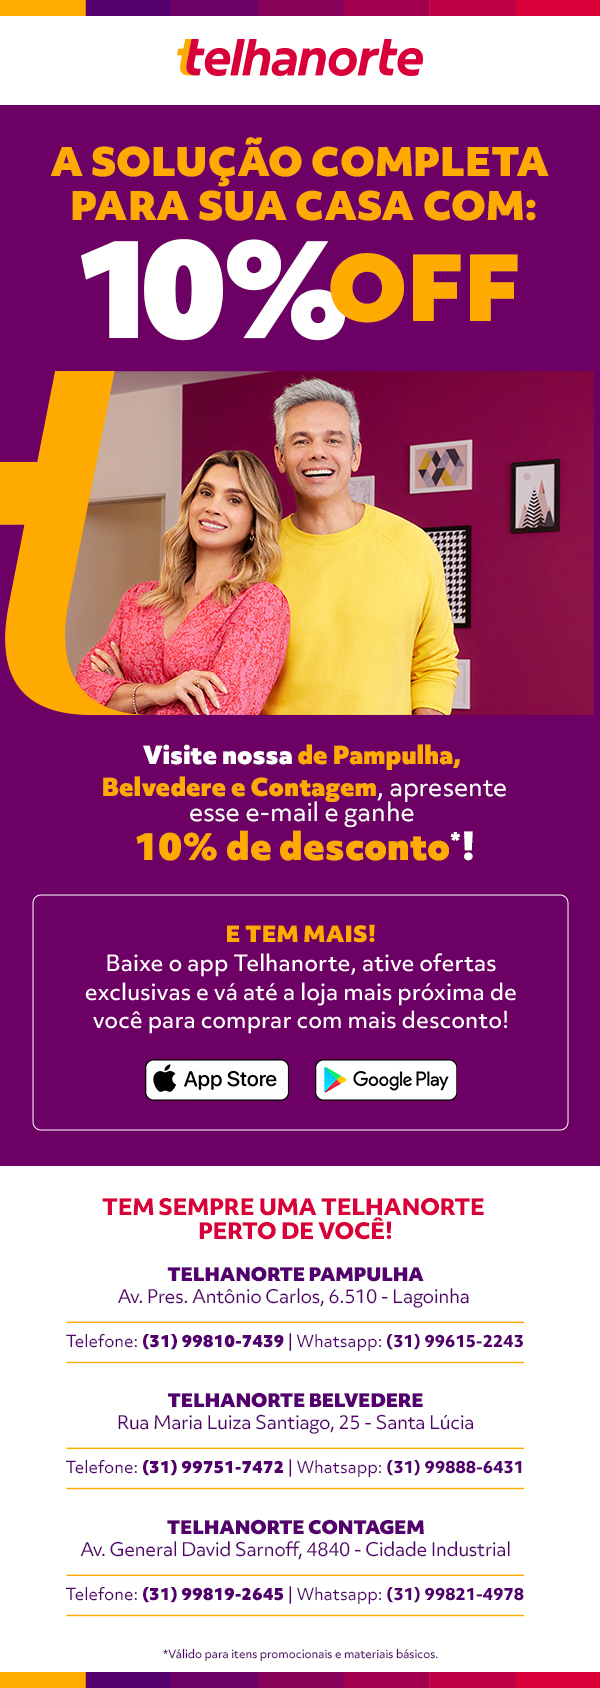 telhanorte
A SOLUÇÃO COMPLETA
PARA SUA CASA COM:
10% OFF
Visite nossa de Pampulha,
Belvedere e Contagem, apresente
esse e-mail e ganhe
10% de desconto*!
E TEM MAIS!
Baixe o app Telhanorte, ative ofertas
exclusivas e vá até a loja mais próxima de
você para comprar com mais desconto!
App Store
Google Play
TEM SEMPRE UMA TELHANORTE
PERTO DE VOCÊ!
TELHANORTE PAMPULHA
Av. Pres. Antônio Carlos, 6.510 - Lagoinha
Telefone: (31) 99810-7439 | Whatsapp: (31) 99615-2243
TELHANORTE BELVEDERE
Rua Maria Luiza Santiago, 25 - Santa Lúcia
Telefone: (31) 99751-7472 | Whatsapp: (31) 99888-6431
TELHANORTE CONTAGEM
Av. General David Sarnoff, 4840 - Cidade Industrial
Telefone: (31) 99819-2645 | Whatsapp: (31) 99821-4978
*Válido para itens promocionais e materiais básicos.